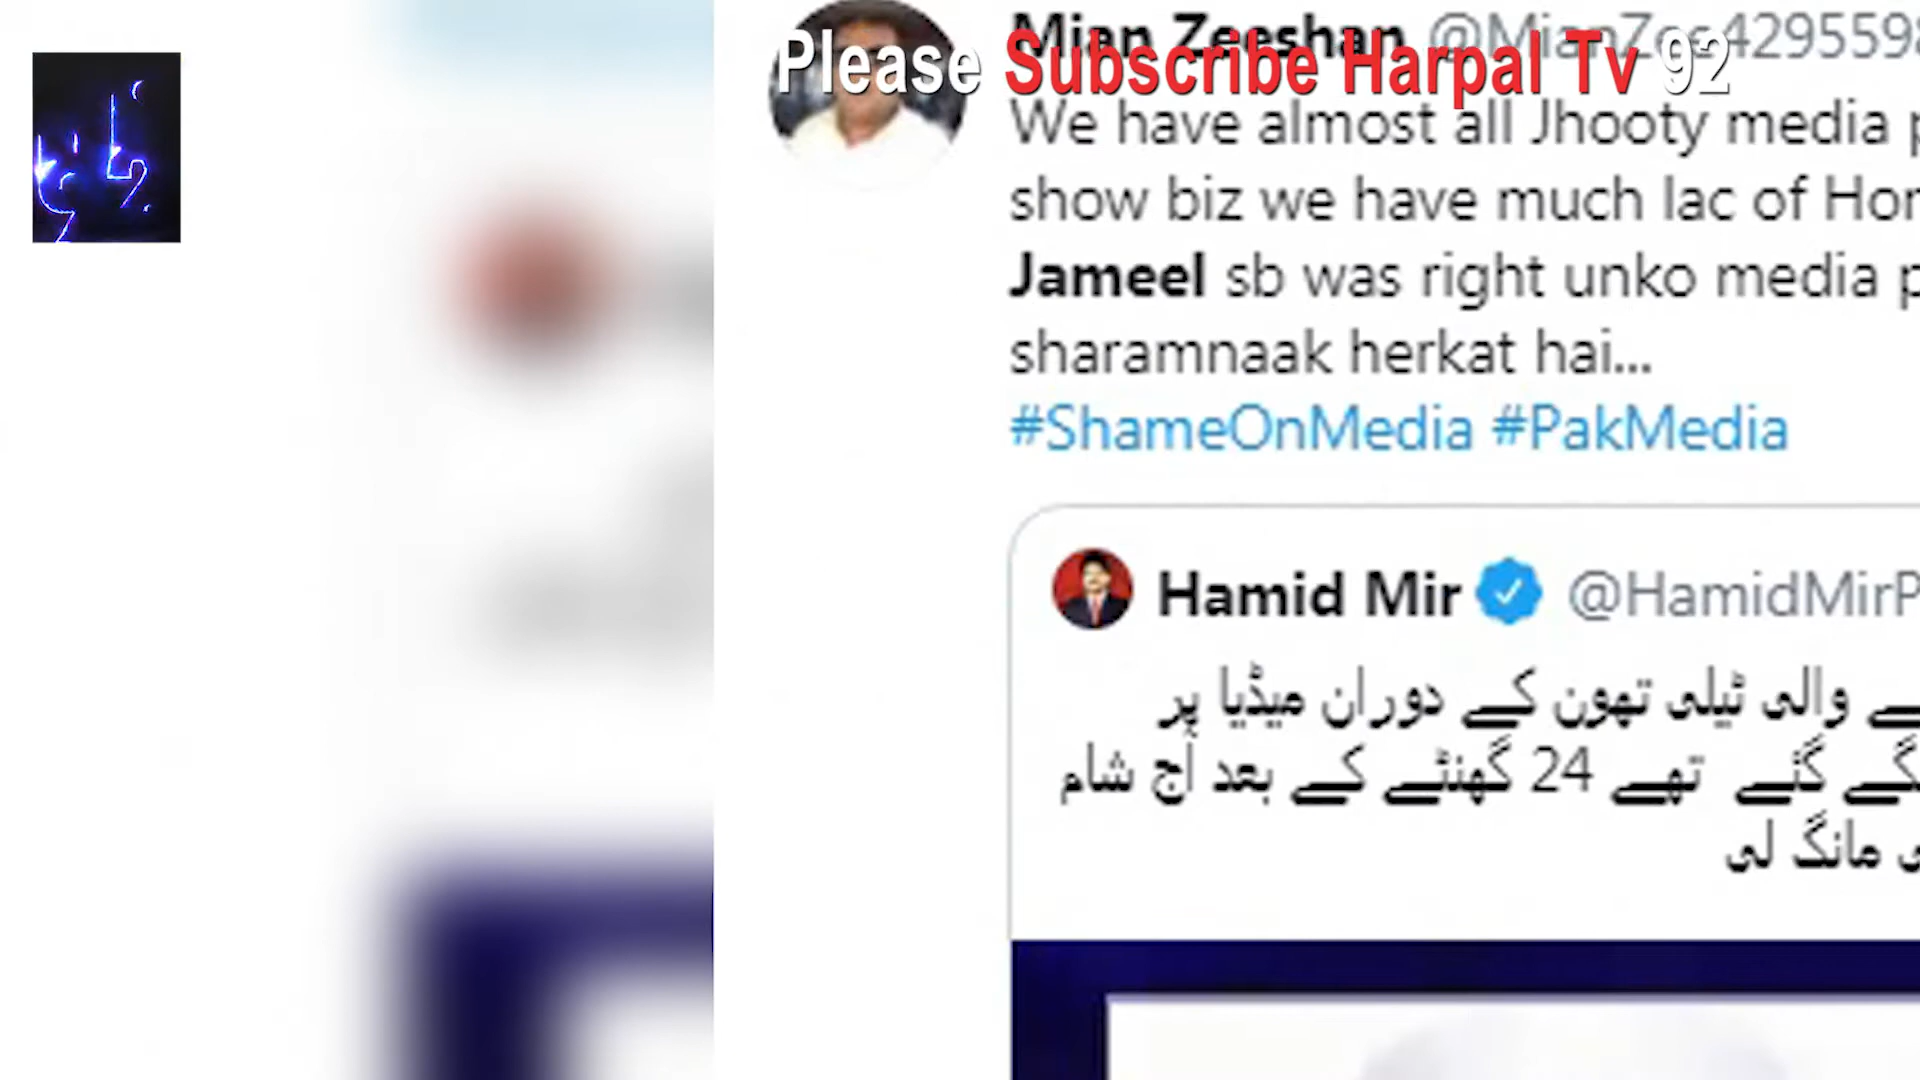 Please Subscribe Harpal Tv 92
Mian Zeeshan @MianZee4295598
We have almost all Jhooty media
show biz we have much lac of
Jameel sb was right unko media
sharamnaak herkat hai...
#ShameOnMedia #PakMedia
Hamid Mir @HamidMirP
والی ٹیلی تھون کے دوران میڈیا پر
گئے تھے 24 گھنٹے کے بعد آج شام
مانگ لی